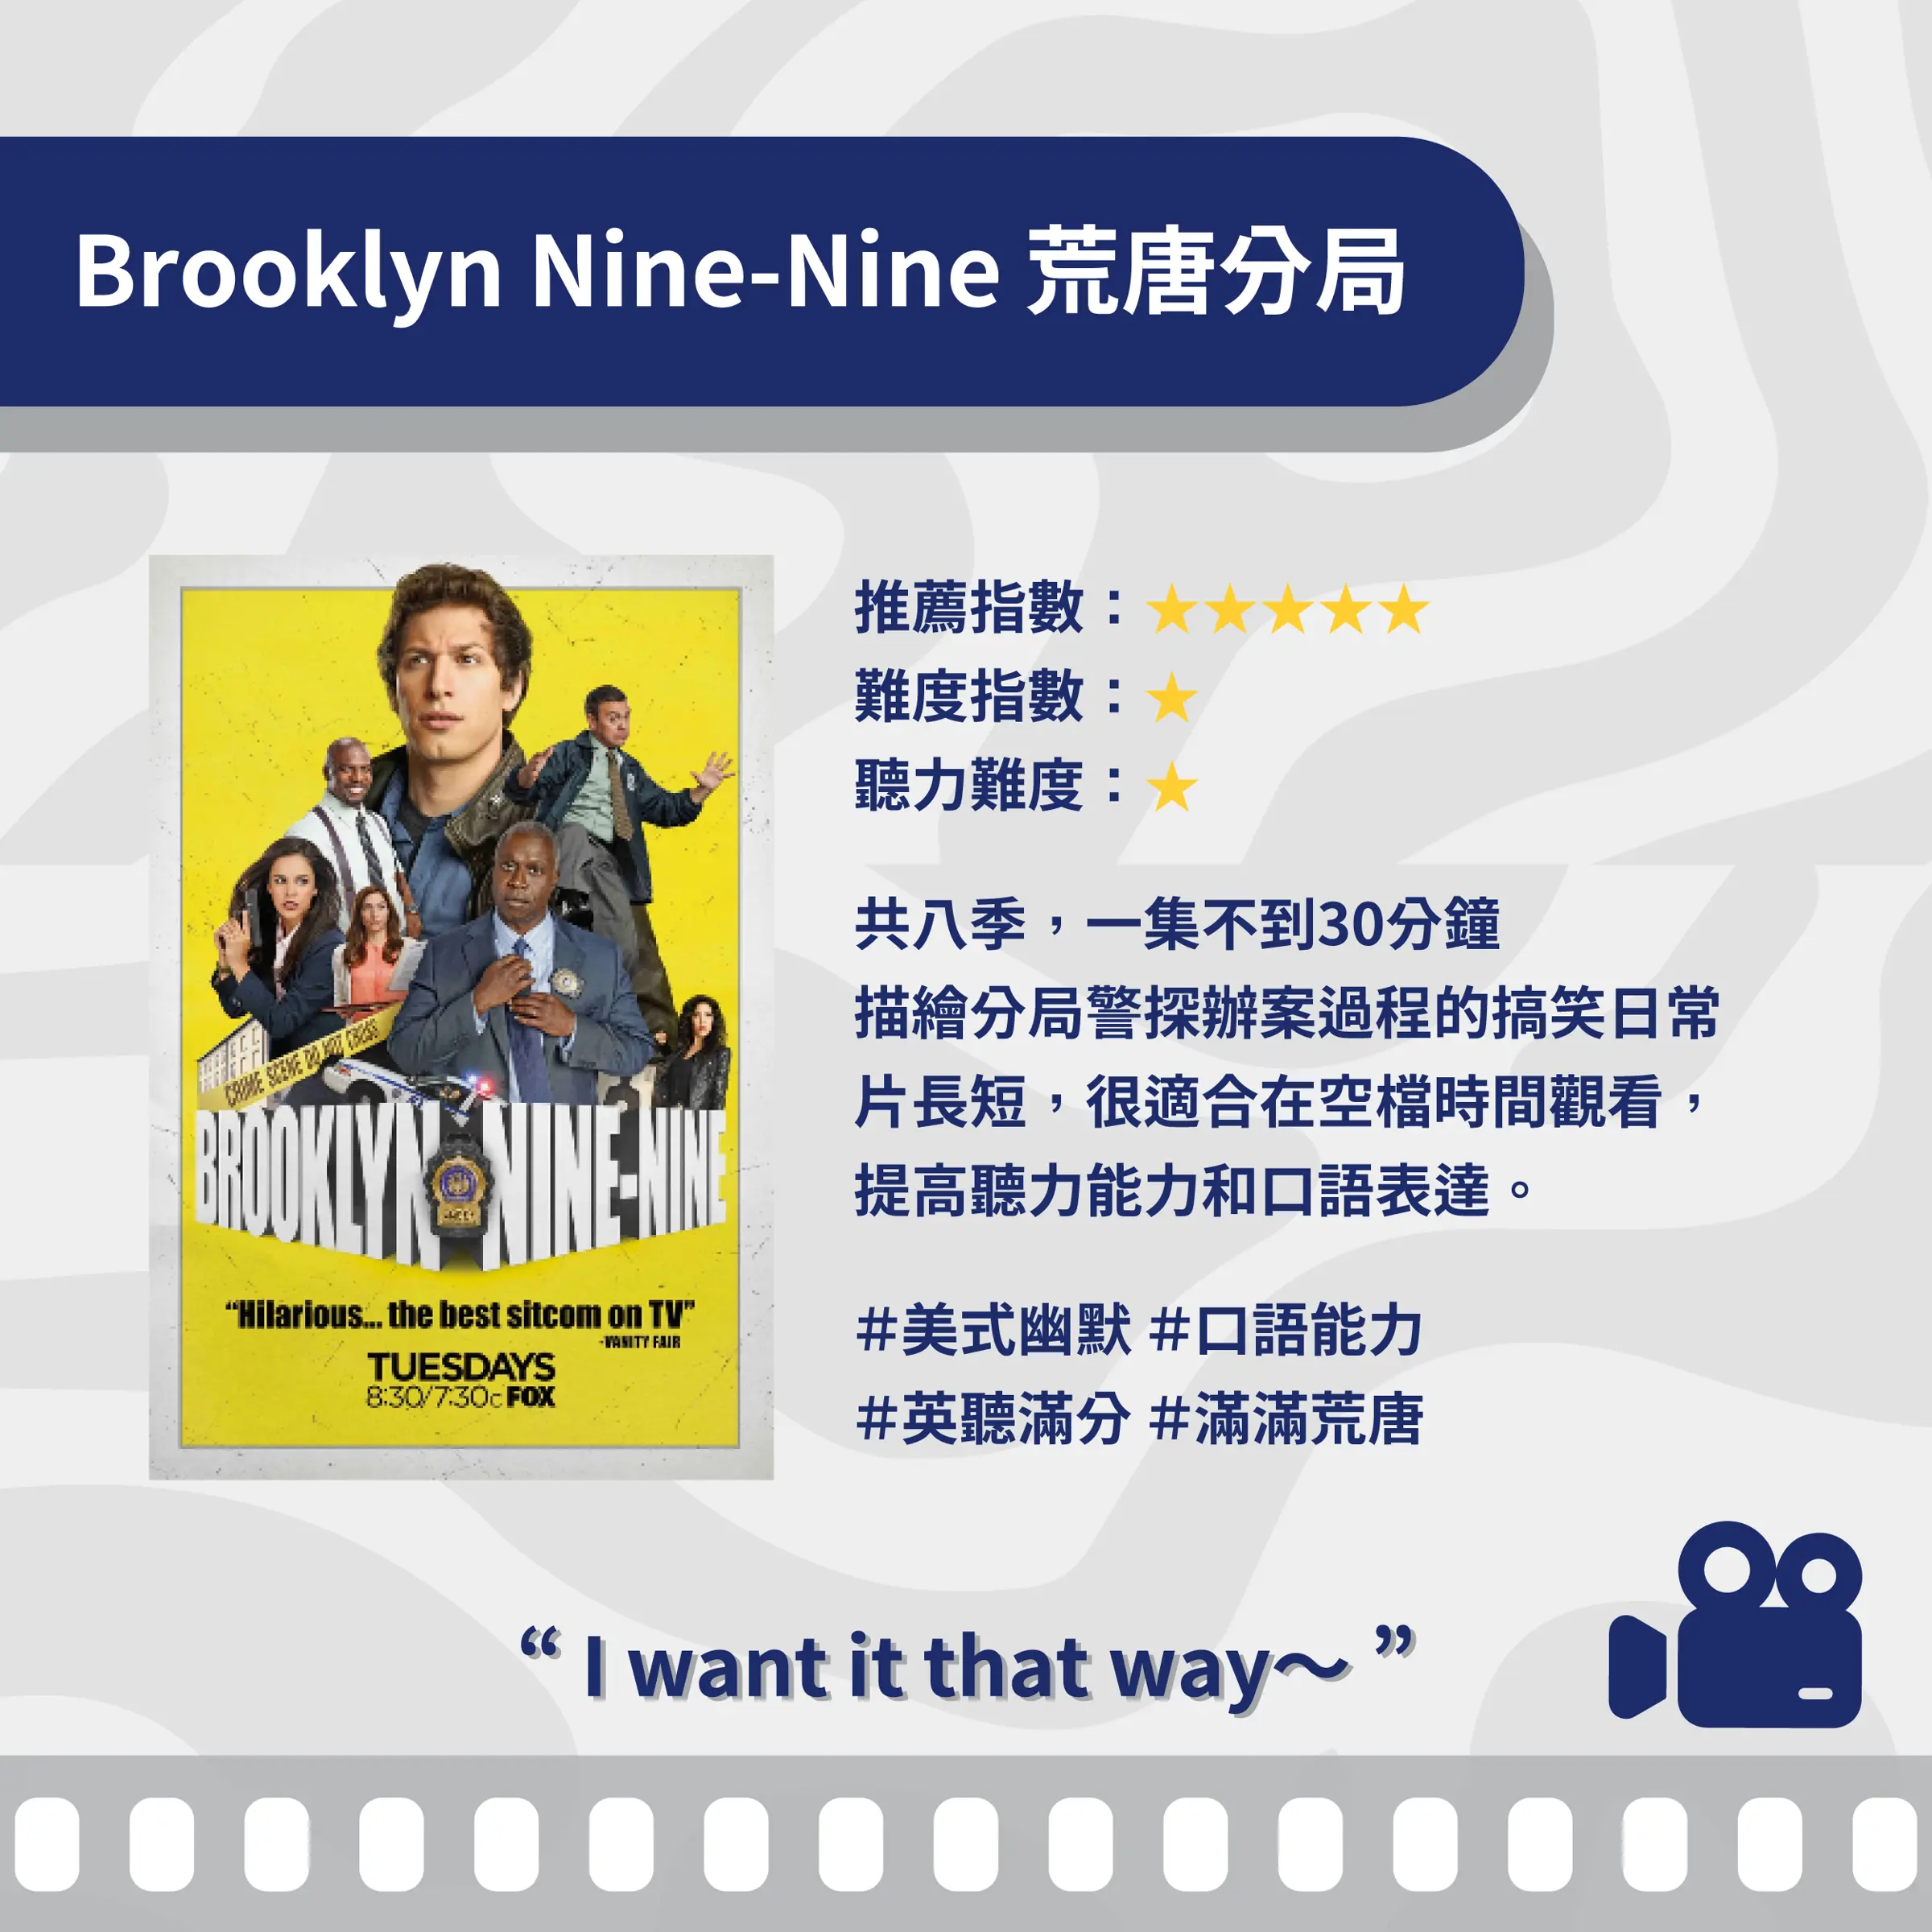 Brooklyn Nine-Nine 荒唐分局
推薦指數：★★★★★
難度指數：★
聽力難度：★
共八季，一集不到30分鐘
描繪分局警探辦案過程的搞笑日常
片長短，很適合在空檔時間觀看，
提高聽力能力和口語表達。
＃美式幽默 ＃口語能力
＃英聽滿分 ＃滿滿荒唐
CRIME SCENE DO NOT CROSS
BROOKLYN NINE-NINE
“Hilarious... the best sitcom on TV”
-VANITY FAIR
TUESDAYS
8:30/7:30c FOX
“ I want it that way～ ”